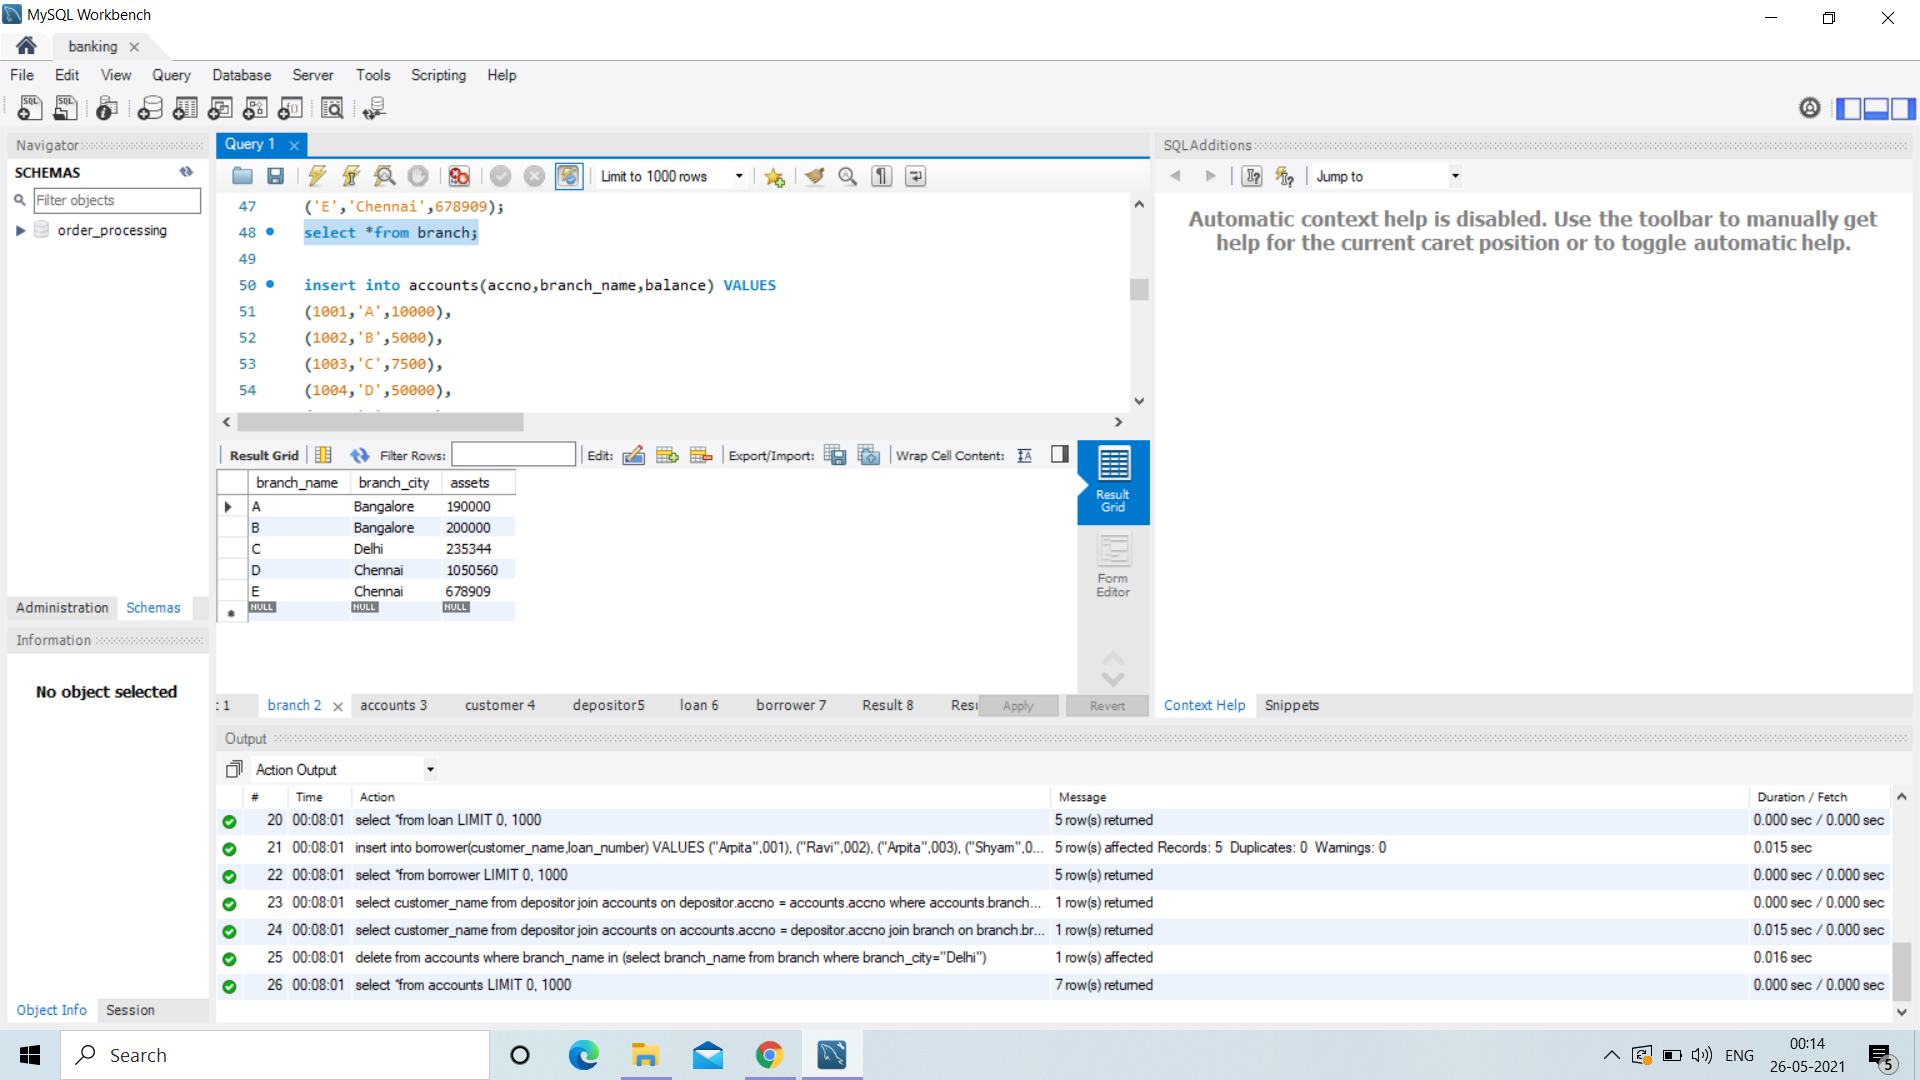 MySQL Workbench
banking
File Edit View Query Database Server Tools Scripting Help
Navigator
SCHEMAS
Filter objects
order_processing
Administration Schemas
Information
No object selected
Object Info Session
Query 1
Limit to 1000 rows
47 ('E','Chennai',678909);
48 select *from branch;
49
50 insert into accounts(accno,branch_name,balance) VALUES
51 (1001,'A',10000),
52 (1002,'B',5000),
53 (1003,'C',7500),
54 (1004,'D',50000),
Result Grid Filter Rows: Edit: Export/Import: Wrap Cell Content:
branch_name branch_city assets
A Bangalore 190000
B Bangalore 200000
C Delhi 235344
D Chennai 1050560
E Chennai 678909
NULL NULL NULL
Result
Grid
Form
Editor
: 1 branch 2 accounts 3 customer 4 depositor5 loan 6 borrower 7 Result 8 Resu Apply Revert
SQLAdditions
Jump to
Automatic context help is disabled. Use the toolbar to manually get
help for the current caret position or to toggle automatic help.
Context Help Snippets
Output
Action Output
# Time Action Message Duration / Fetch
20 00:08:01 select *from loan LIMIT 0, 1000 5 row(s) returned 0.000 sec / 0.000 sec
21 00:08:01 insert into borrower(customer_name,loan_number) VALUES ("Arpita",001), ("Ravi",002), ("Arpita",003), ("Shyam",0... 5 row(s) affected Records: 5 Duplicates: 0 Warnings: 0 0.015 sec
22 00:08:01 select *from borrower LIMIT 0, 1000 5 row(s) returned 0.000 sec / 0.000 sec
23 00:08:01 select customer_name from depositor join accounts on depositor.accno = accounts.accno where accounts.branch... 1 row(s) returned 0.000 sec / 0.000 sec
24 00:08:01 select customer_name from depositor join accounts on accounts.accno = depositor.accno join branch on branch.br... 1 row(s) returned 0.015 sec / 0.000 sec
25 00:08:01 delete from accounts where branch_name in (select branch_name from branch where branch_city="Delhi") 1 row(s) affected 0.016 sec
26 00:08:01 select *from accounts LIMIT 0, 1000 7 row(s) returned 0.000 sec / 0.000 sec
Search
ENG
00:14
26-05-2021
5